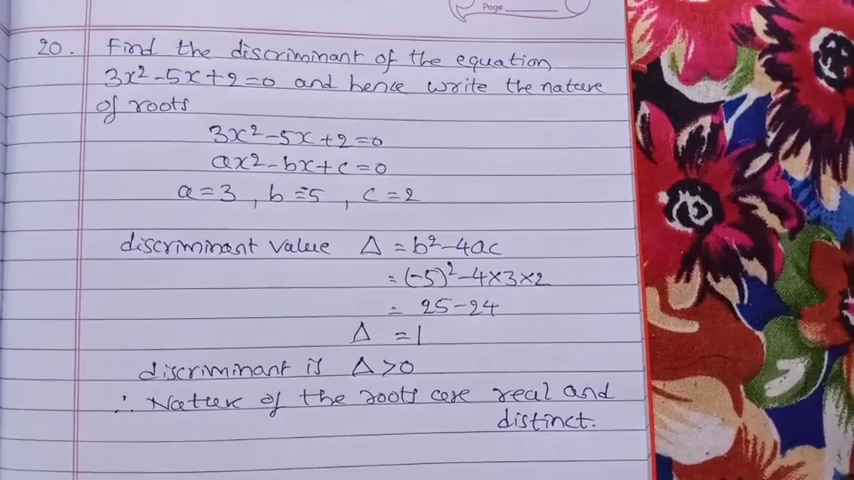 Page
20. Find the discriminant of the equation
3x²-5x+2=0 and hence write the nature
of roots
3x²-5x+2=0
ax²-bx+c=0
a=3, b=-5, c=2
discriminant value Δ = b²-4ac
= (-5)²-4×3×2
= 25-24
Δ = 1
discriminant is Δ>0
∴ Nature of the roots are real and
distinct.